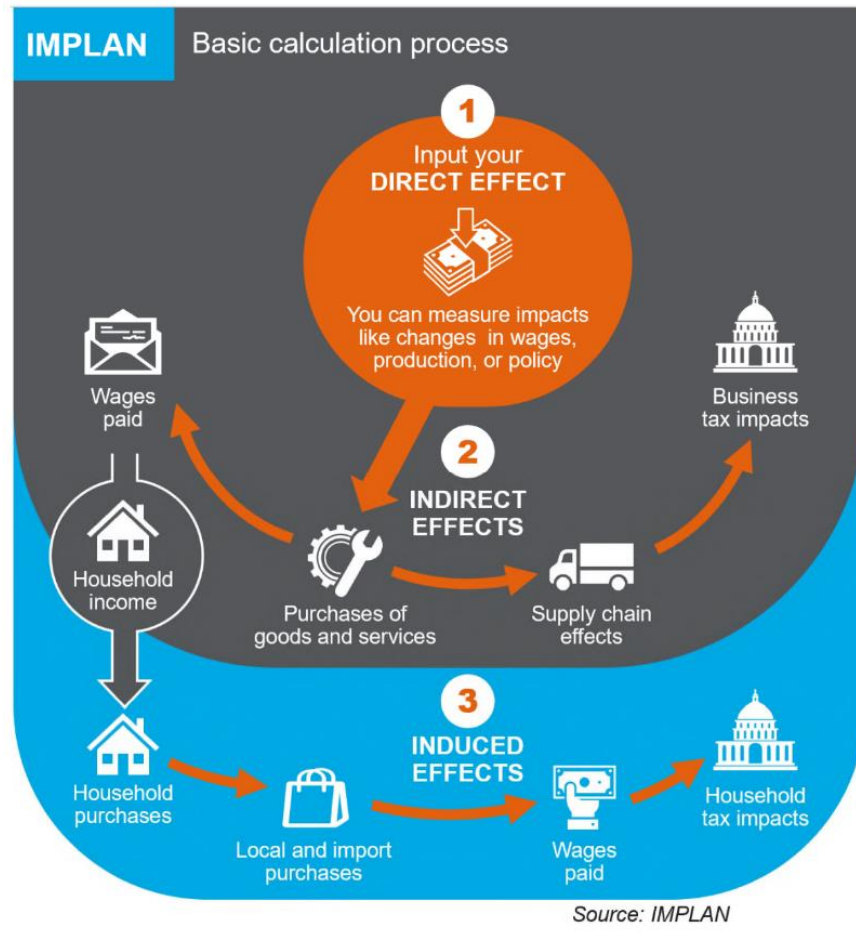 IMPLAN
Basic calculation process
1
Input your
DIRECT EFFECT
You can measure impacts
like changes in wages,
production, or policy
Wages
paid
Business
tax impacts
2
INDIRECT
EFFECTS
Household
income
Purchases of
goods and services
Supply chain
effects
3
INDUCED
EFFECTS
Household
purchases
Local and import
purchases
Wages
paid
Household
tax impacts
Source: IMPLAN